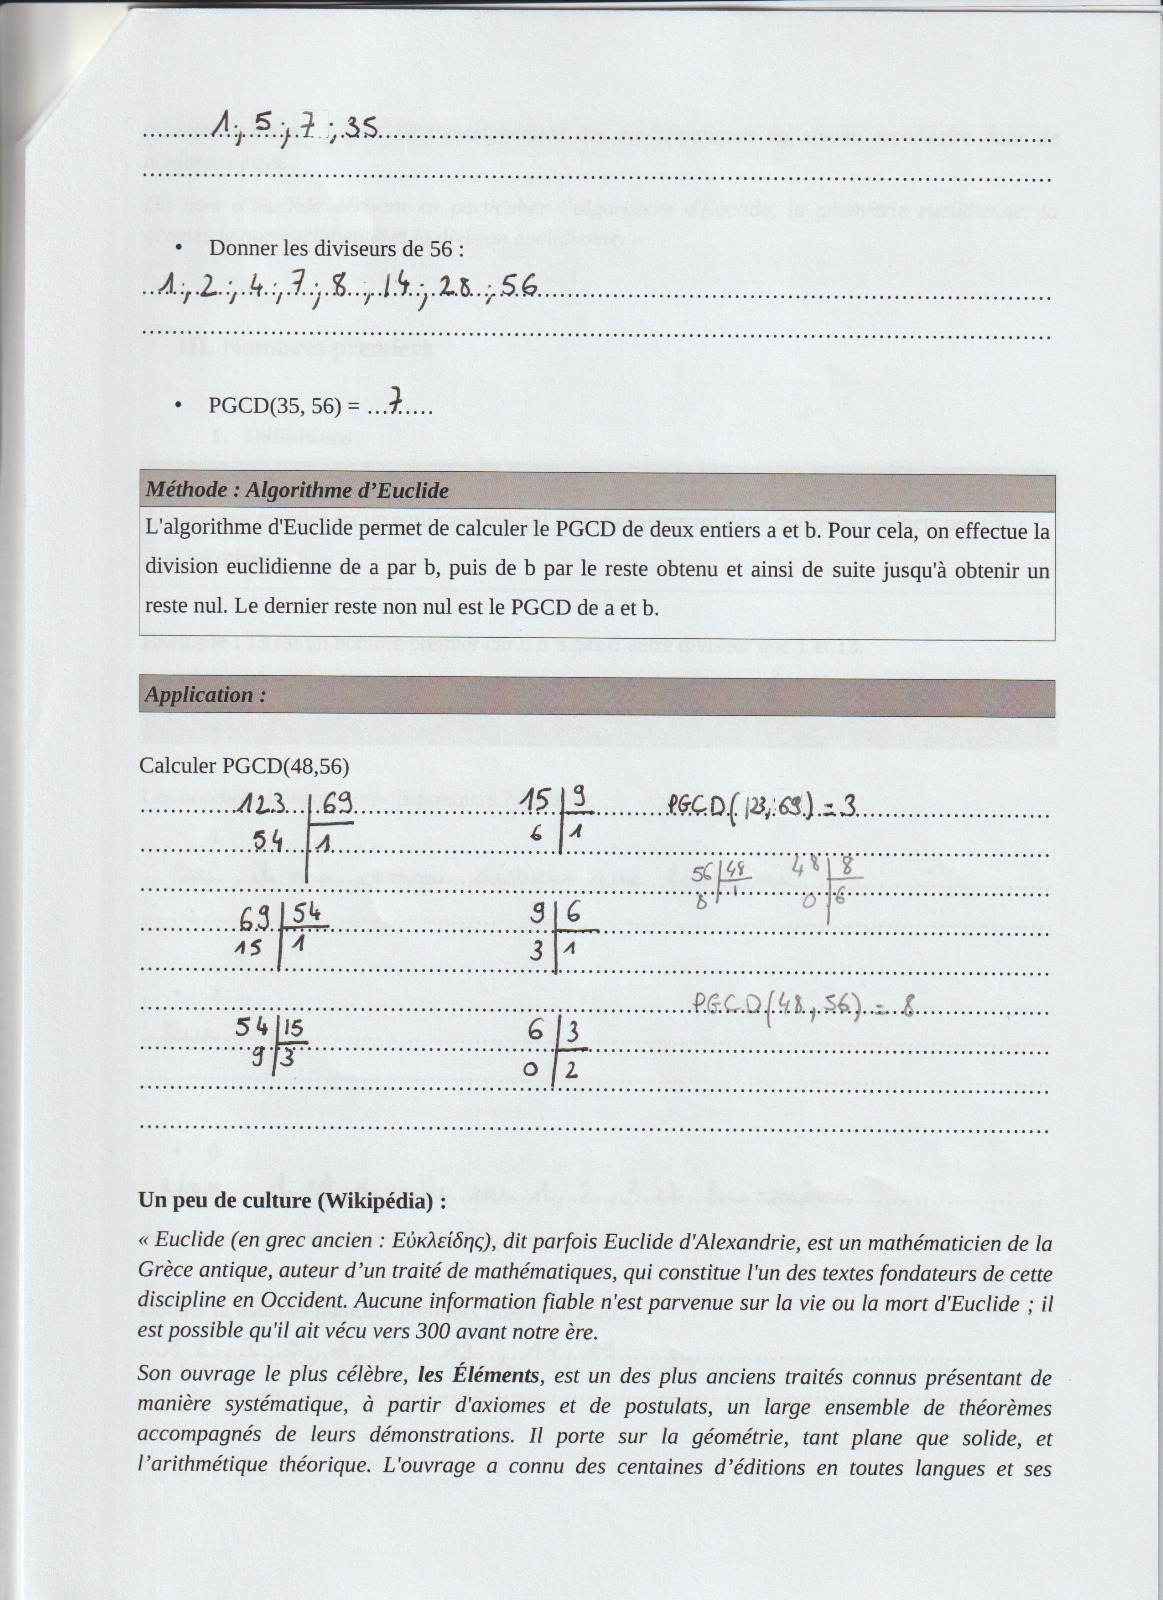 1 ; 5 ; 7 ; 35
• Donner les diviseurs de 56 :
1 ; 2 ; 4 ; 7 ; 8 ; 14 ; 28 ; 56
• PGCD(35, 56) = ...7.....
Méthode : Algorithme d'Euclide
L'algorithme d'Euclide permet de calculer le PGCD de deux entiers a et b. Pour cela, on effectue la
division euclidienne de a par b, puis de b par le reste obtenu et ainsi de suite jusqu'à obtenir un
reste nul. Le dernier reste non nul est le PGCD de a et b.
Application :
Calculer PGCD(48,56)
123 | 69 15 | 9 PGCD(123, 69) = 3
54 | 1 6 | 1
56 | 48 48 | 8
8 | 1 0 | 6
69 | 54 9 | 6
15 | 1 3 | 1
PGCD(48, 56) = 8
54 | 15 6 | 3
9 | 3 0 | 2
Un peu de culture (Wikipédia) :
« Euclide (en grec ancien : Εὐκλείδης), dit parfois Euclide d'Alexandrie, est un mathématicien de la
Grèce antique, auteur d'un traité de mathématiques, qui constitue l'un des textes fondateurs de cette
discipline en Occident. Aucune information fiable n'est parvenue sur la vie ou la mort d'Euclide ; il
est possible qu'il ait vécu vers 300 avant notre ère.
Son ouvrage le plus célèbre, les Éléments, est un des plus anciens traités connus présentant de
manière systématique, à partir d'axiomes et de postulats, un large ensemble de théorèmes
accompagnés de leurs démonstrations. Il porte sur la géométrie, tant plane que solide, et
l'arithmétique théorique. L'ouvrage a connu des centaines d'éditions en toutes langues et ses